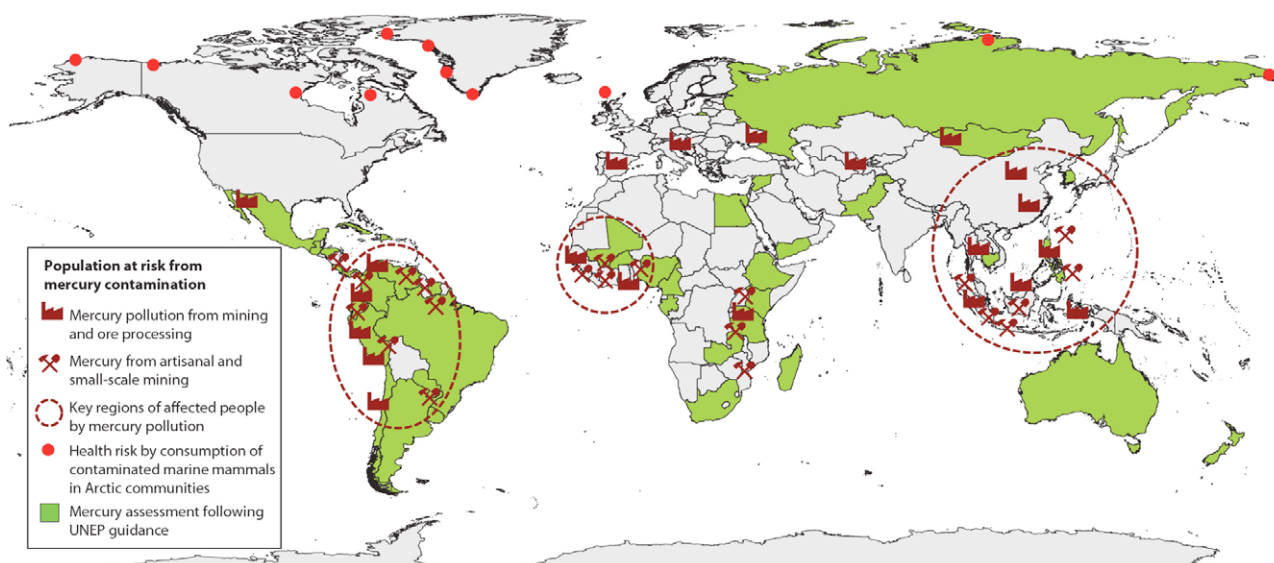 Population at risk from
mercury contamination
Mercury pollution from mining
and ore processing
Mercury from artisanal and
small-scale mining
Key regions of affected people
by mercury pollution
Health risk by consumption of
contaminated marine mammals
in Arctic communities
Mercury assessment following
UNEP guidance